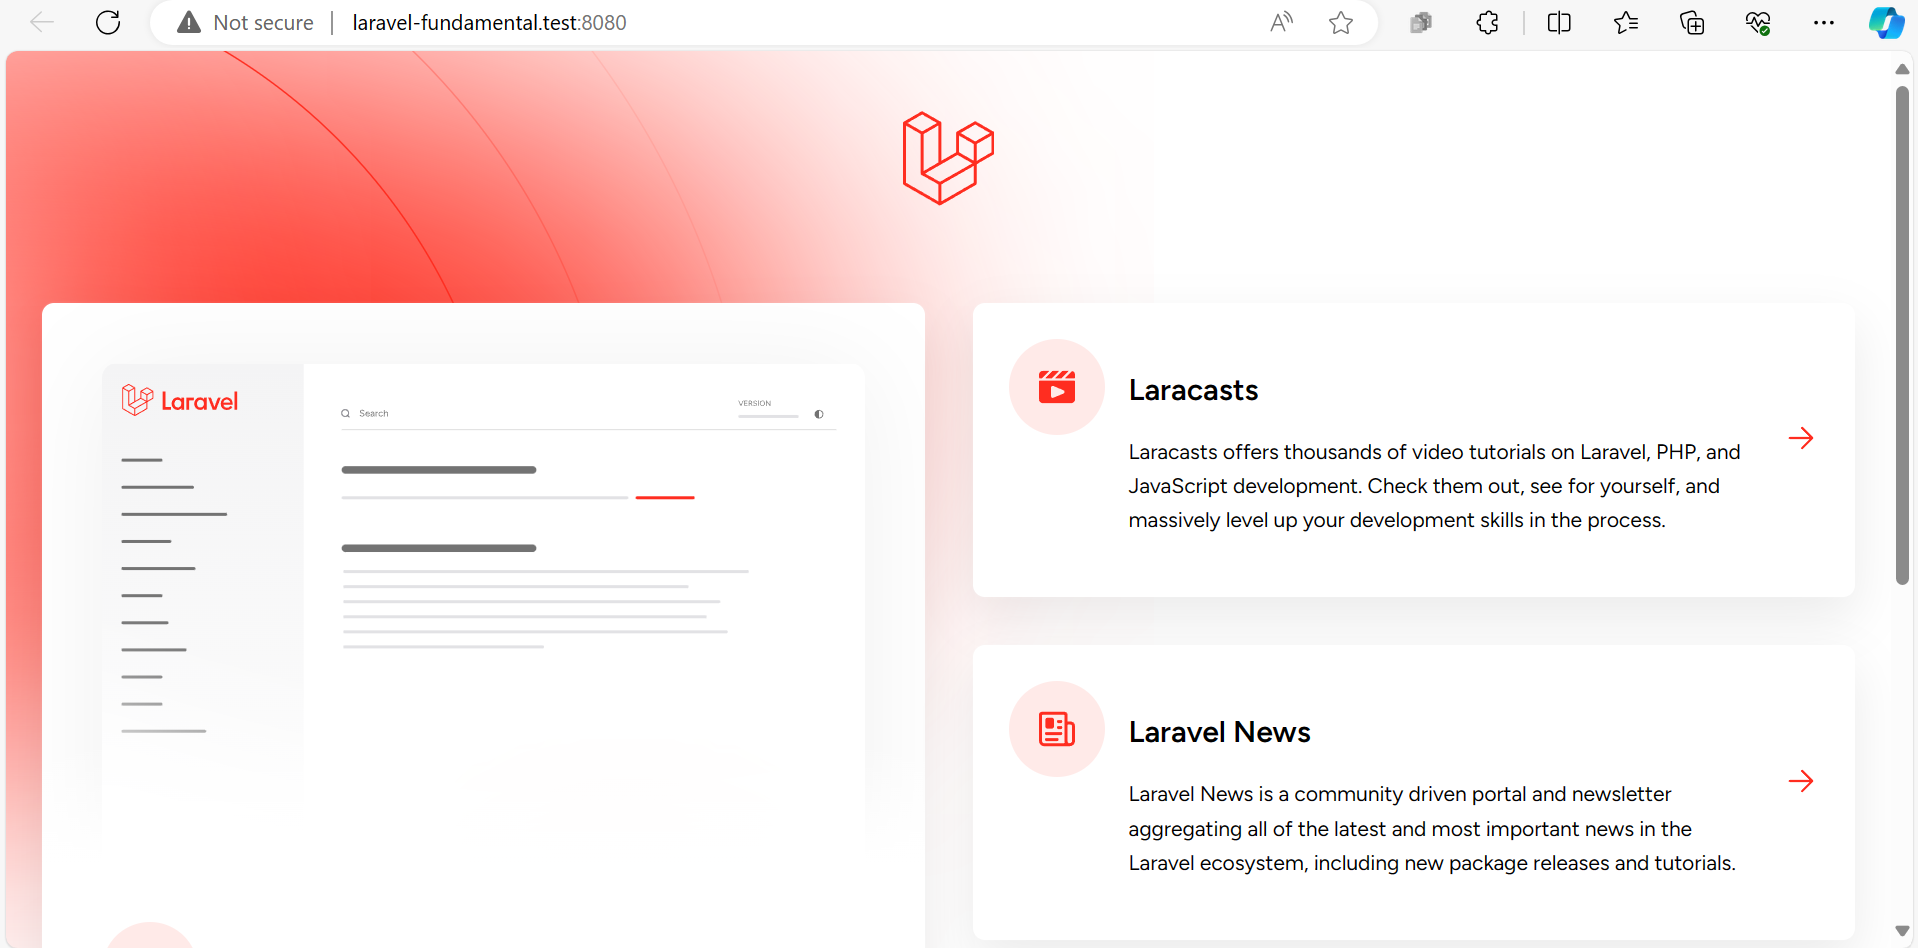 Not secure
laravel-fundamental.test:8080
Laravel
Search
VERSION
Laracasts
Laracasts offers thousands of video tutorials on Laravel, PHP, and
JavaScript development. Check them out, see for yourself, and
massively level up your development skills in the process.
Laravel News
Laravel News is a community driven portal and newsletter
aggregating all of the latest and most important news in the
Laravel ecosystem, including new package releases and tutorials.